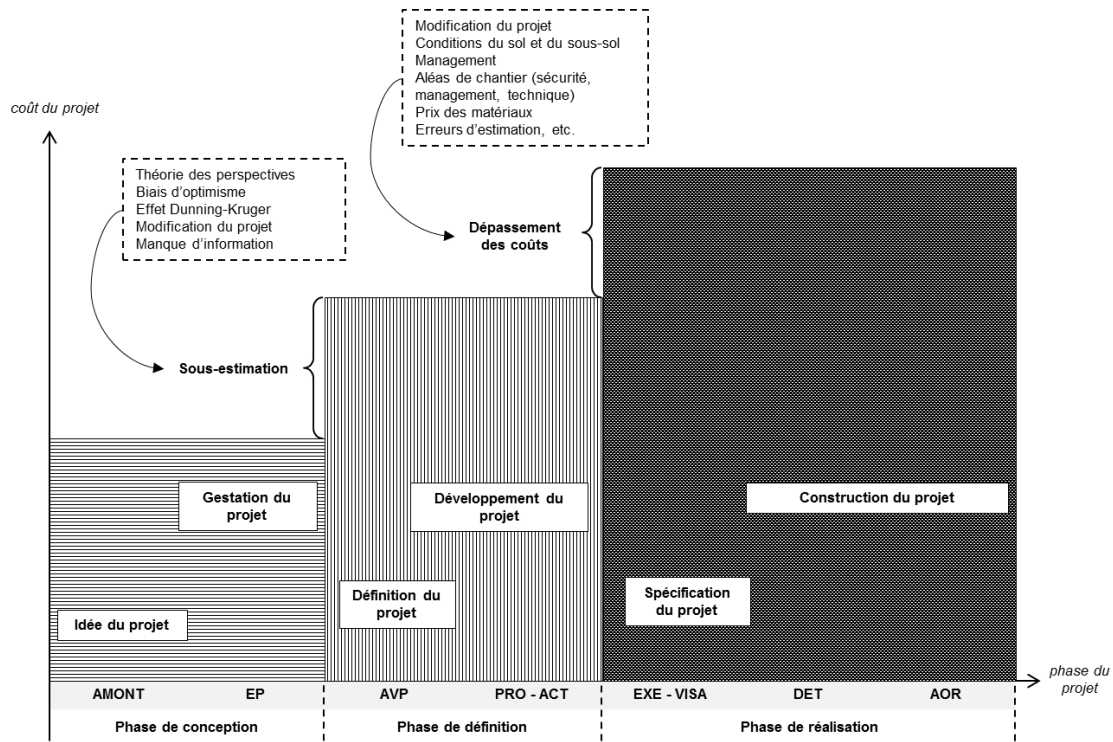 Modification du projet
Conditions du sol et du sous-sol
Management
Aléas de chantier (sécurité,
management, technique)
Prix des matériaux
Erreurs d'estimation, etc.
coût du projet
Théorie des perspectives
Biais d'optimisme
Effet Dunning-Kruger
Modification du projet
Manque d'information
Dépassement
des coûts
Sous-estimation
Gestation du
projet
Développement du
projet
Construction du projet
Idée du projet
Définition du
projet
Spécification
du projet
phase du
projet
AMONT EP AVP PRO - ACT EXE - VISA DET AOR
Phase de conception Phase de définition Phase de réalisation